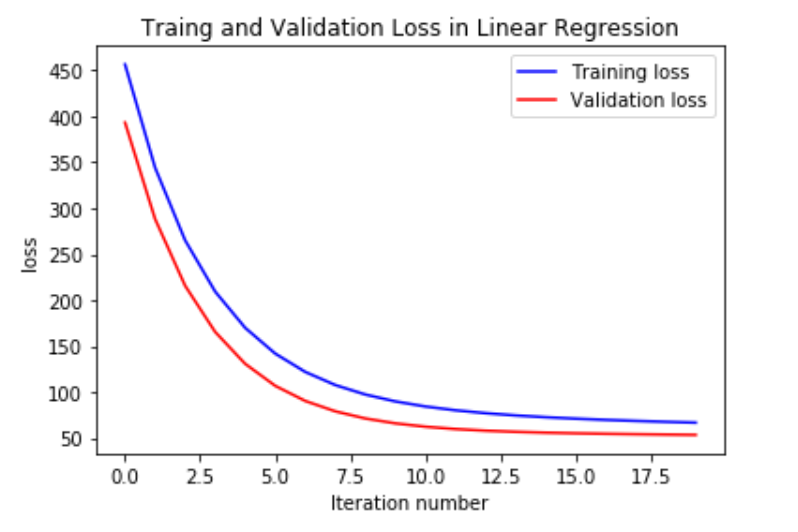 Traing and Validation Loss in Linear Regression
Training loss
Validation loss
450
400
350
300
250
200
150
100
50
loss
0.0 2.5 5.0 7.5 10.0 12.5 15.0 17.5
Iteration number